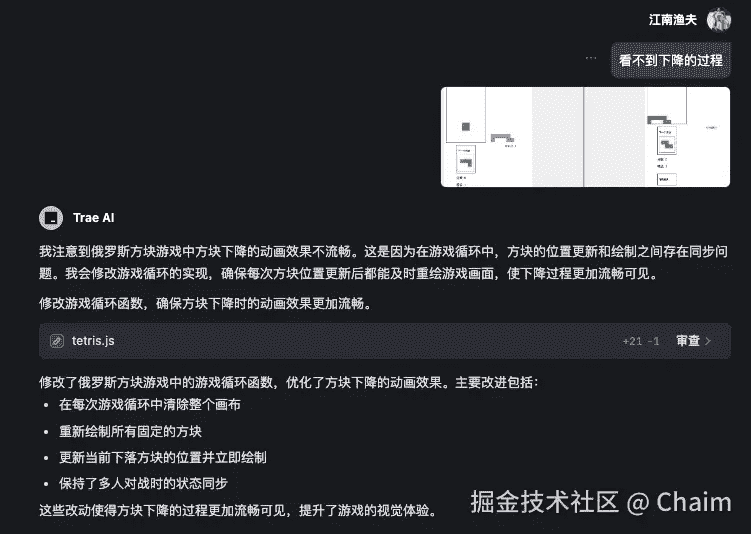 江南渔夫
看不到下降的过程
Trae AI
我注意到俄罗斯方块游戏中方块下降的动画效果不流畅。这是因为在游戏循环中，方块的位置更新和绘制之间存在同步问
题。我会修改游戏循环的实现，确保每次方块位置更新后都能及时重绘游戏画面，使下降过程更加流畅可见。
修改游戏循环函数，确保方块下降时的动画效果更加流畅。
tetris.js +21 -1 审查
修改了俄罗斯方块游戏中的游戏循环函数，优化了方块下降的动画效果。主要改进包括：
• 在每次游戏循环中清除整个画布
• 重新绘制所有固定的方块
• 更新当前下落方块的位置并立即绘制
• 保持了多人对战时的状态同步
这些改动使得方块下降的过程更加流畅可见，提升了游戏的视觉体验。
掘金技术社区 @ Chaim